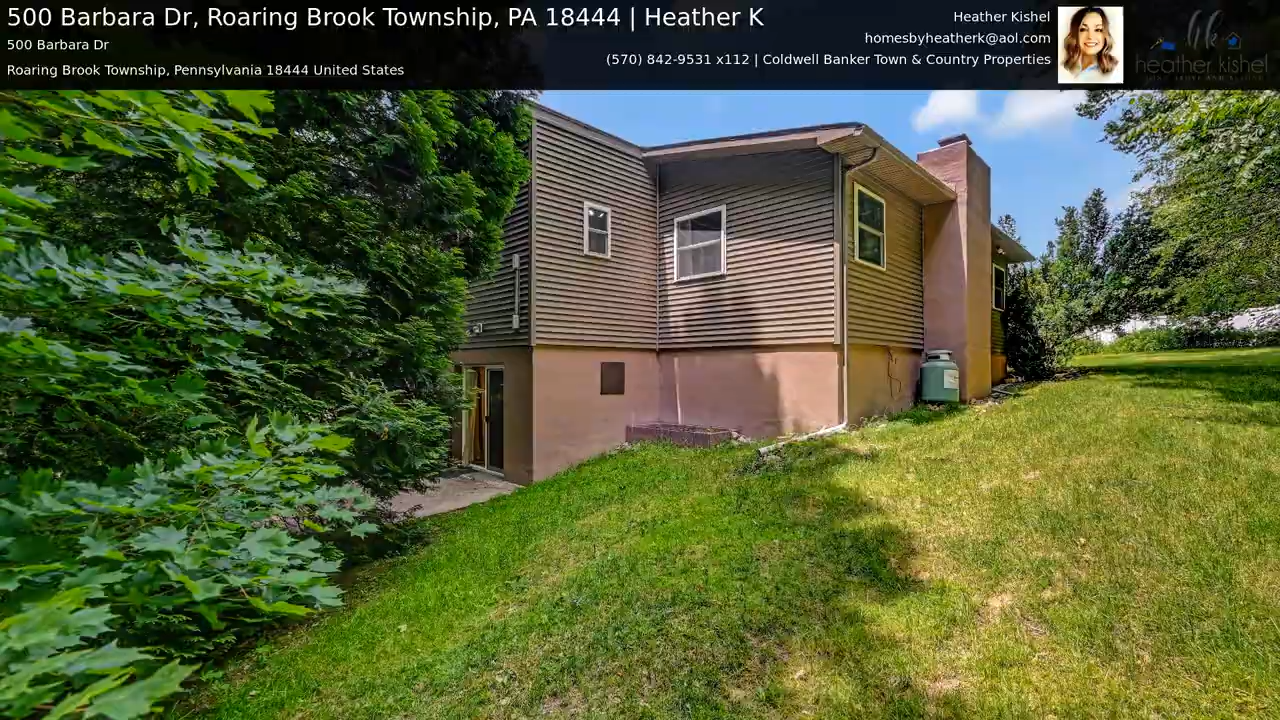 500 Barbara Dr, Roaring Brook Township, PA 18444 | Heather K
500 Barbara Dr
Roaring Brook Township, Pennsylvania 18444 United States
Heather Kishel
homesbyheatherk@aol.com
(570) 842-9531 x112 | Coldwell Banker Town & Country Properties
hk
heather kishel